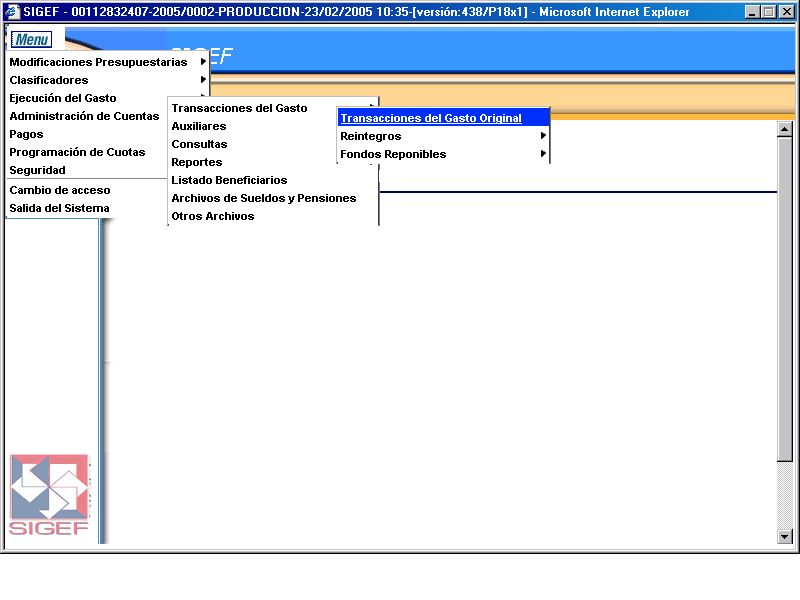 SIGEF - 00112832407-2005/0002-PRODUCCION-23/02/2005 10:35-[versión:438/P18x1] - Microsoft Internet Explorer
Menu
Modificaciones Presupuestarias
Clasificadores
Ejecución del Gasto
Administración de Cuentas
Pagos
Programación de Cuotas
Seguridad
Cambio de acceso
Salida del Sistema
Transacciones del Gasto
Auxiliares
Consultas
Reportes
Listado Beneficiarios
Archivos de Sueldos y Pensiones
Otros Archivos
Transacciones del Gasto Original
Reintegros
Fondos Reponibles
SIGEF